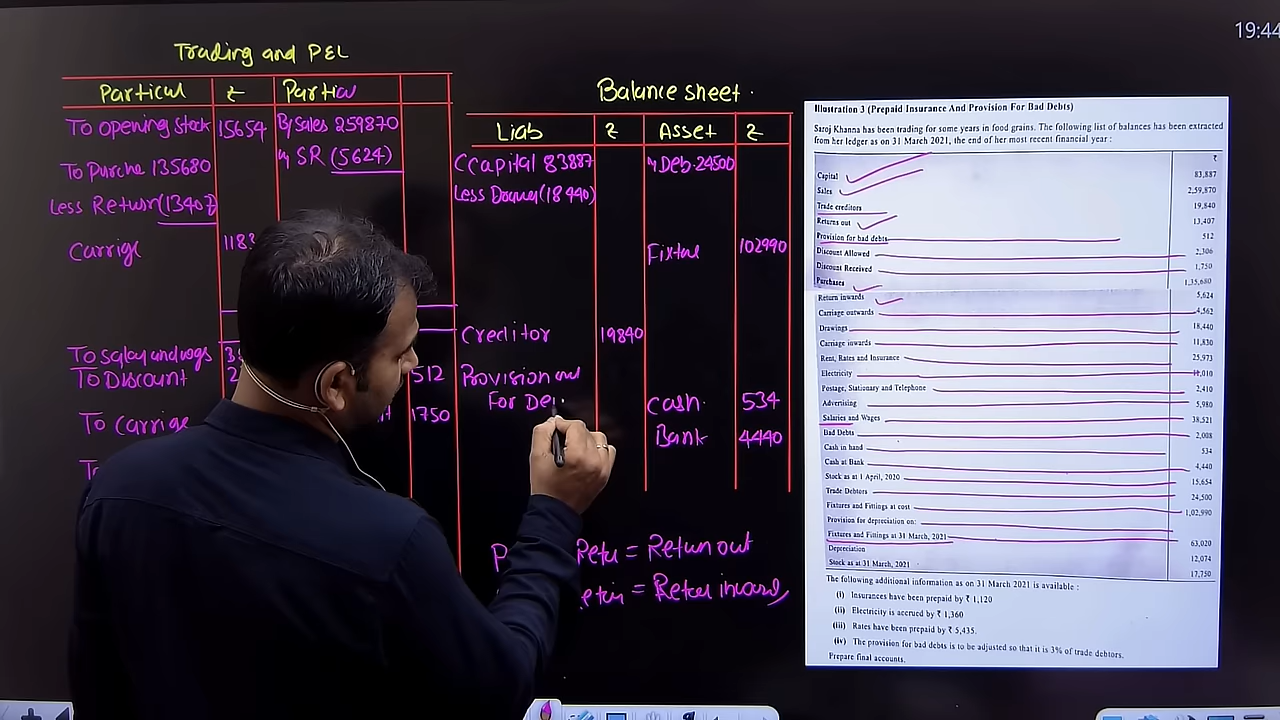 19:44
Trading and P&L
Particul ₹ Particu
To opening stock 15654 By Sales 259870
To Purche 135680 by SR (5624)
Less Return (13407)
Carrige 1183
To salay and wags
To Discount 512
To carrige 1750
To
Balance sheet.
Liab ₹ Asset ₹
Capital 83887 Deb. 24500
Less Drawe (18440)
Fixtue 102990
Creditor 19840
Provision and
For De
Cash. 534
Bank 4440
Retu = Return out
= Retur inward
Illustration 3 (Prepaid Insurance And Provision For Bad Debts)
Saroj Khanna has been trading for some years in food grains. The following list of balances has been extracted
from her ledger as on 31 March 2021, the end of her most recent financial year :
₹
Capital 83,887
Sales 2,59,870
Trade creditors 19,840
Returns out 13,407
Provision for bad debts 512
Discount Allowed 2,306
Discount Received 1,750
Purchases 1,35,680
Return inwards 5,624
Carriage outwards 4,562
Drawings 18,440
Carriage inwards 11,830
Rent, Rates and Insurance 25,973
Electricity 11,010
Postage, Stationary and Telephone 2,410
Advertising 5,980
Salaries and Wages 38,521
Bad Debts 2,008
Cash in hand 534
Cash at Bank 4,440
Stock as at 1 April, 2020 15,654
Trade Debtors 24,500
Fixtures and Fittings at cost 1,02,990
Provision for depreciation on:
Fixtures and Fittings at 31 March, 2021 63,020
Depreciation 12,074
Stock as at 31 March, 2021 17,750
The following additional information as on 31 March 2021 is available :
(i) Insurances have been prepaid by ₹ 1,120
(ii) Electricity is accrued by ₹ 1,360
(iii) Rates have been prepaid by ₹ 5,435.
(iv) The provision for bad debts is to be adjusted so that it is 3% of trade debtors.
Prepare final accounts.